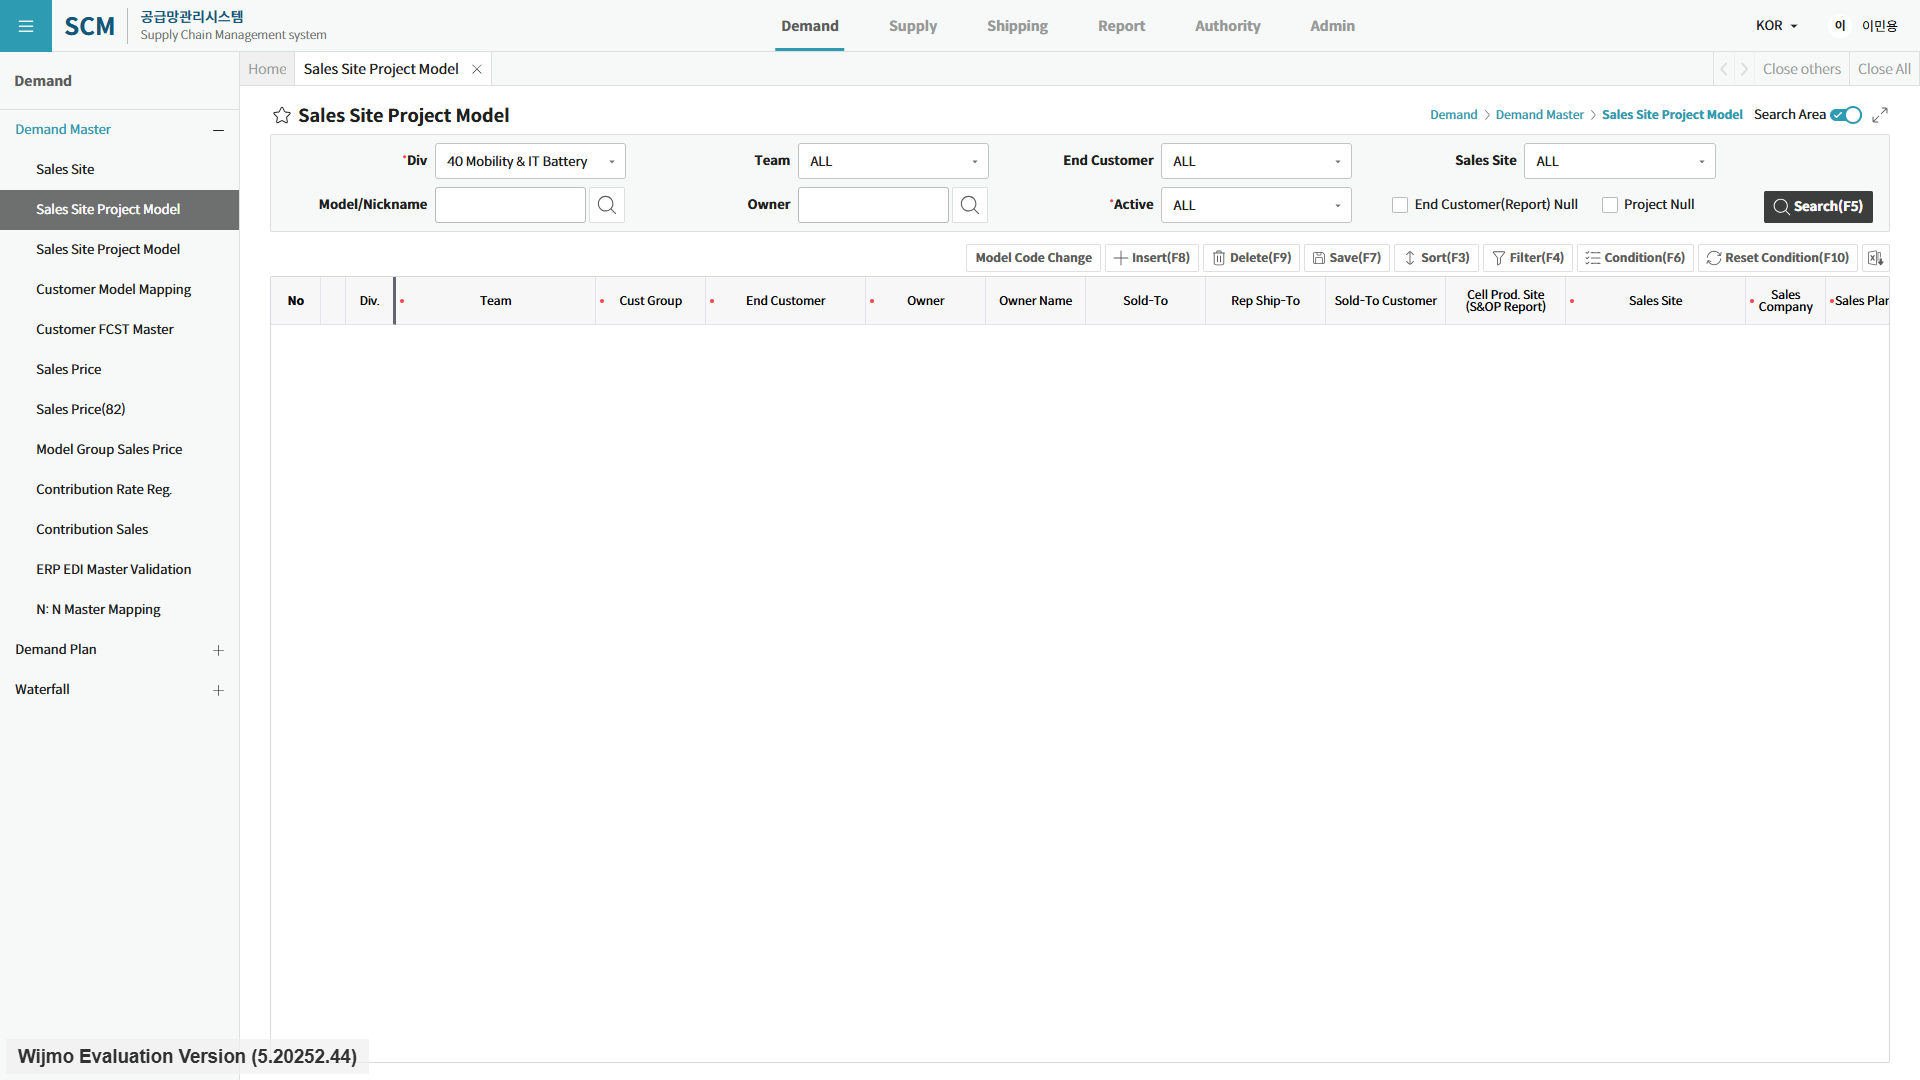 SCM
공급망관리시스템
Supply Chain Management system
Demand
Supply
Shipping
Report
Authority
Admin
KOR
이
이민용
Demand
Home
Sales Site Project Model
Close others
Close All
Demand Master
Sales Site
Sales Site Project Model
Sales Site Project Model
Customer Model Mapping
Customer FCST Master
Sales Price
Sales Price(82)
Model Group Sales Price
Contribution Rate Reg.
Contribution Sales
ERP EDI Master Validation
N: N Master Mapping
Demand Plan
Waterfall
Sales Site Project Model
Demand > Demand Master > Sales Site Project Model
Search Area
*Div
40 Mobility & IT Battery
Team
ALL
End Customer
ALL
Sales Site
ALL
Model/Nickname
Owner
*Active
ALL
End Customer(Report) Null
Project Null
Search(F5)
Model Code Change
Insert(F8)
Delete(F9)
Save(F7)
Sort(F3)
Filter(F4)
Condition(F6)
Reset Condition(F10)
No
Div.
Team
Cust Group
End Customer
Owner
Owner Name
Sold-To
Rep Ship-To
Sold-To Customer
Cell Prod. Site
(S&OP Report)
Sales Site
Sales
Company
Sales Plan
Wijmo Evaluation Version (5.20252.44)